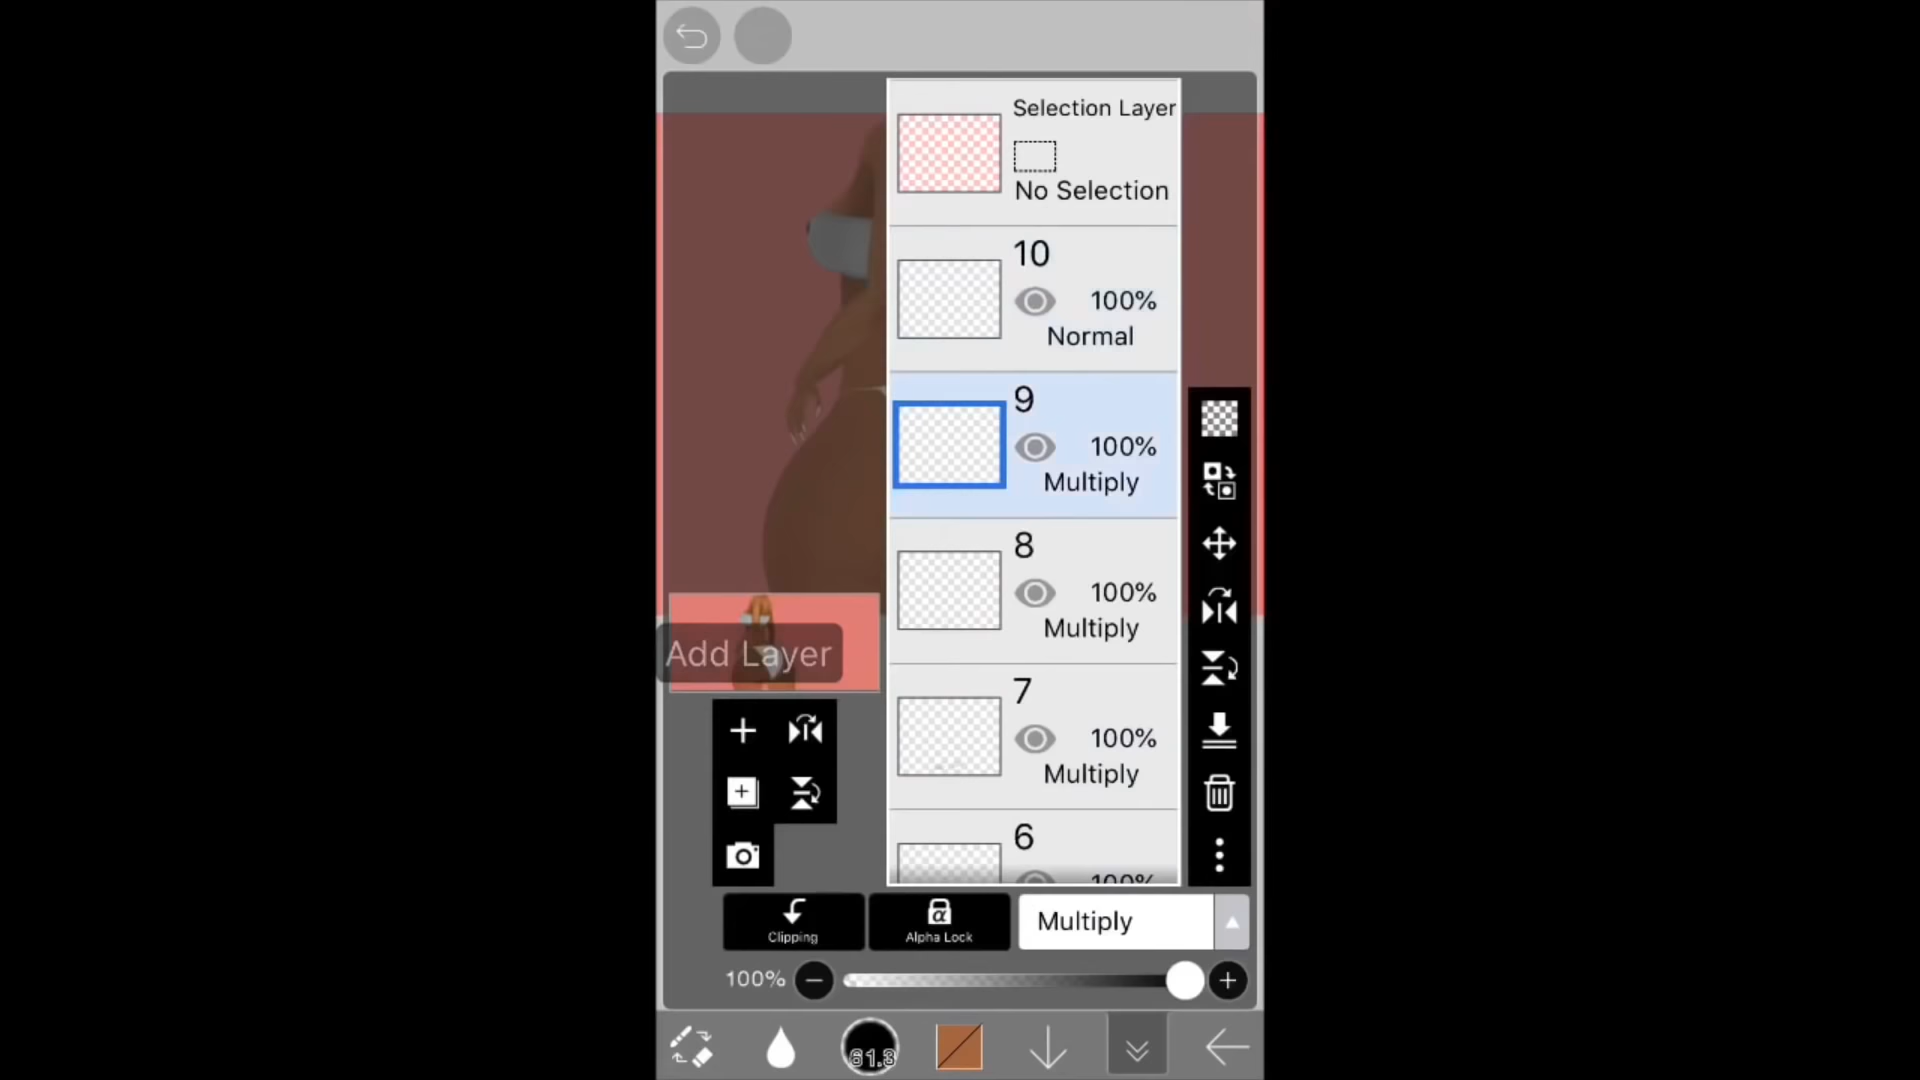 Selection Layer
No Selection
10
100%
Normal
9
100%
Multiply
8
100%
Multiply
7
100%
Multiply
6
100%
Add Layer
Clipping
α
Alpha Lock
Multiply
100%
61.3